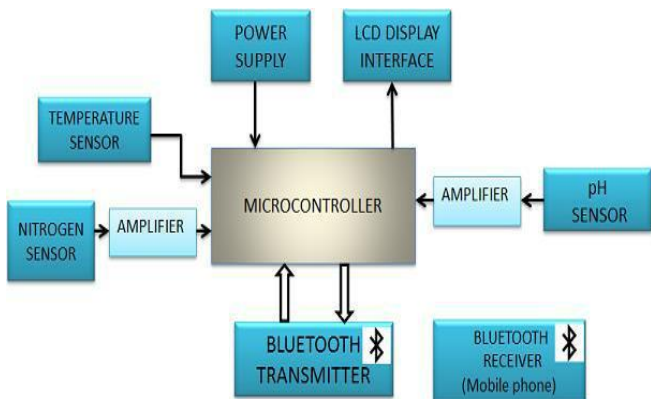 POWER
SUPPLY
LCD DISPLAY
INTERFACE
TEMPERATURE
SENSOR
MICROCONTROLLER
AMPLIFIER
pH
SENSOR
NITROGEN
SENSOR
AMPLIFIER
BLUETOOTH
TRANSMITTER
BLUETOOTH
RECEIVER
(Mobile phone)